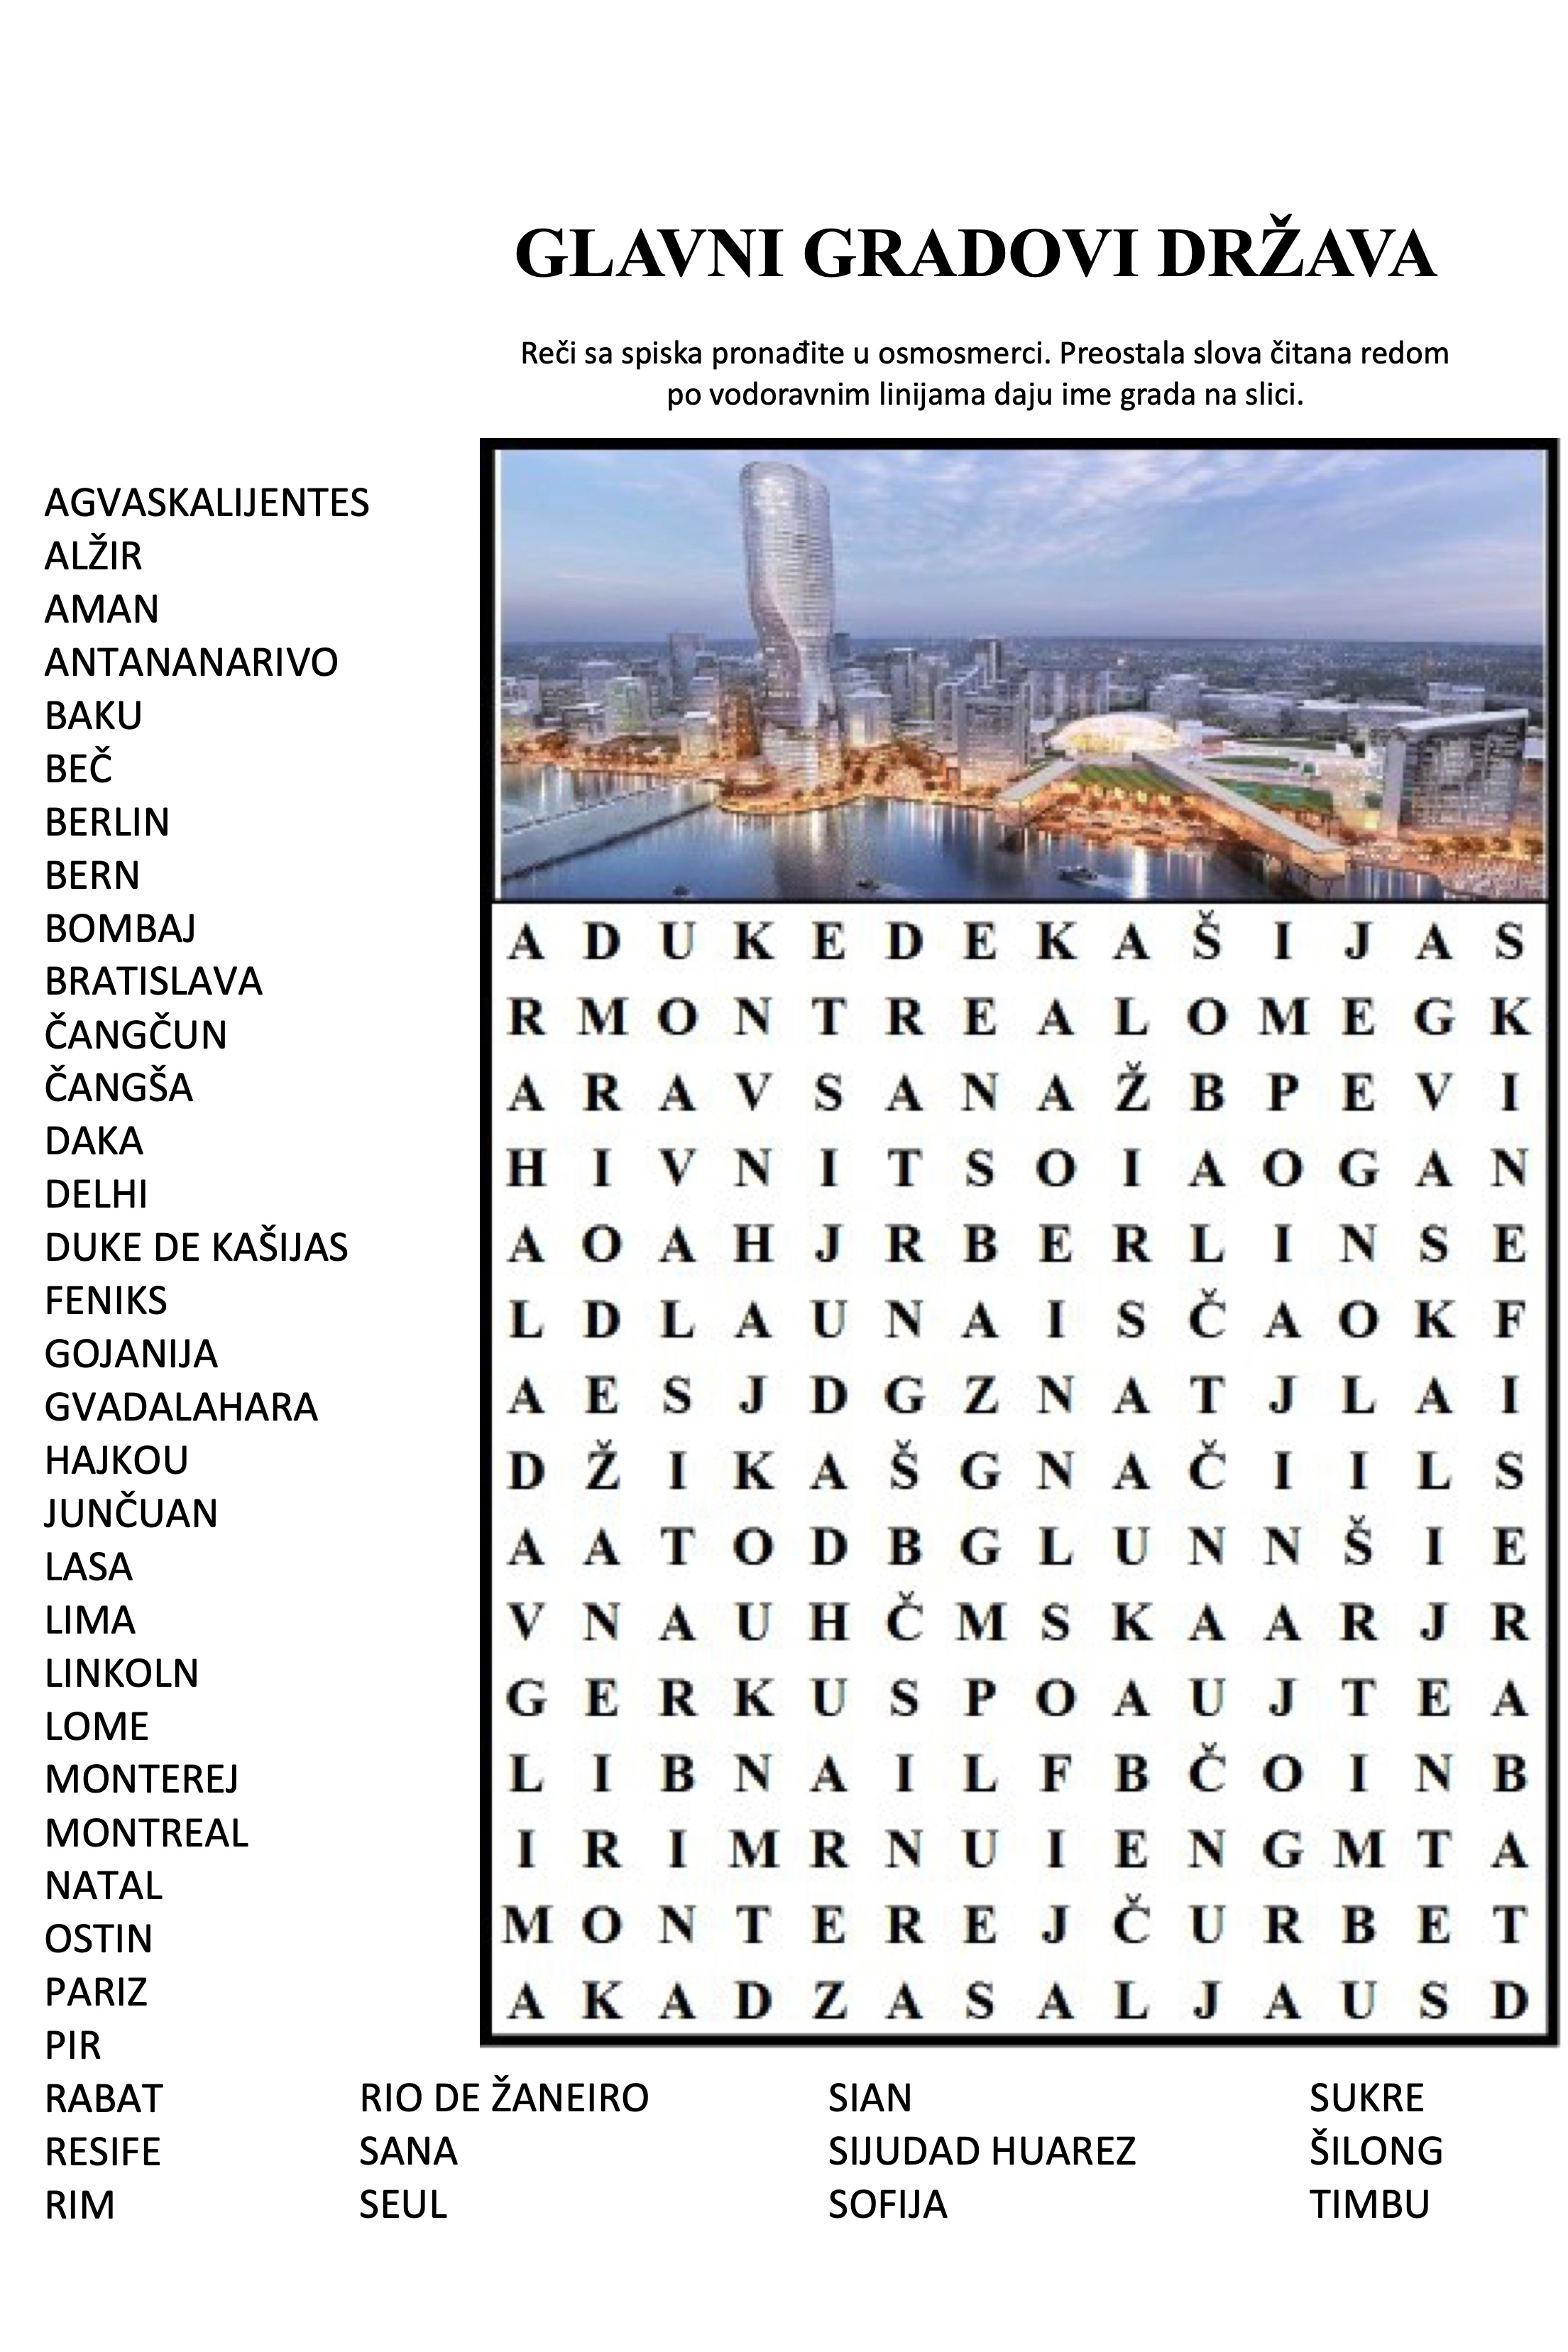 GLAVNI GRADOVI DRŽAVA
Reči sa spiska pronađite u osmosmerci. Preostala slova čitana redom
po vodoravnim linijama daju ime grada na slici.
AGVASKALIJENTES
ALŽIR
AMAN
ANTANANARIVO
BAKU
BEČ
BERLIN
BERN
BOMBAJ
BRATISLAVA
ČANGČUN
ČANGŠA
DAKA
DELHI
DUKE DE KAŠIJAS
FENIKS
GOJANIJA
GVADALAHARA
HAJKOU
JUNČUAN
LASA
LIMA
LINKOLN
LOME
MONTEREJ
MONTREAL
NATAL
OSTIN
PARIZ
PIR
RABAT
RESIFE
RIM
A D U K E D E K A Š I J A S
R M O N T R E A L O M E G K
A R A V S A N A Ž B P E V I
H I V N I T S O I A O G A N
A O A H J R B E R L I N S E
L D L A U N A I S Č A O K F
A E S J D G Z N A T J L A I
D Ž I K A Š G N A Č I I L S
A A T O D B G L U N N Š I E
V N A U H Č M S K A A R J R
G E R K U S P O A U J T E A
L I B N A I L F B Č O I N B
I R I M R N U I E N G M T A
M O N T E R E J Č U R B E T
A K A D Z A S A L J A U S D
RIO DE ŽANEIRO
SANA
SEUL
SIAN
SIJUDAD HUAREZ
SOFIJA
SUKRE
ŠILONG
TIMBU